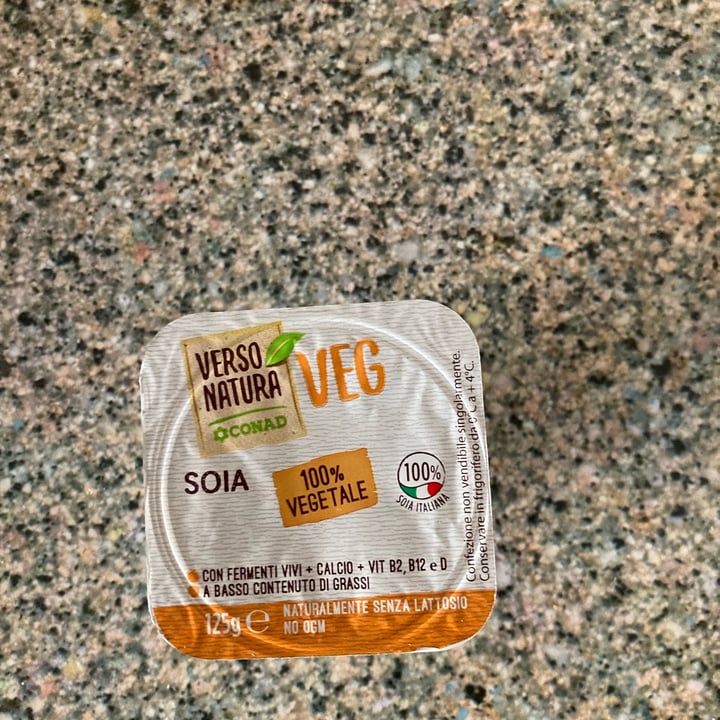 VERSO
NATURA
CONAD
VEG
SOIA
100%
VEGETALE
100%
SOIA ITALIANA
CON FERMENTI VIVI + CALCIO + VIT B2, B12 e D
A BASSO CONTENUTO DI GRASSI
125g e
NATURALMENTE SENZA LATTOSIO
NO OGM
Confezione non vendibile singolarmente.
Conservare in frigorifero da 0°C a + 4°C.